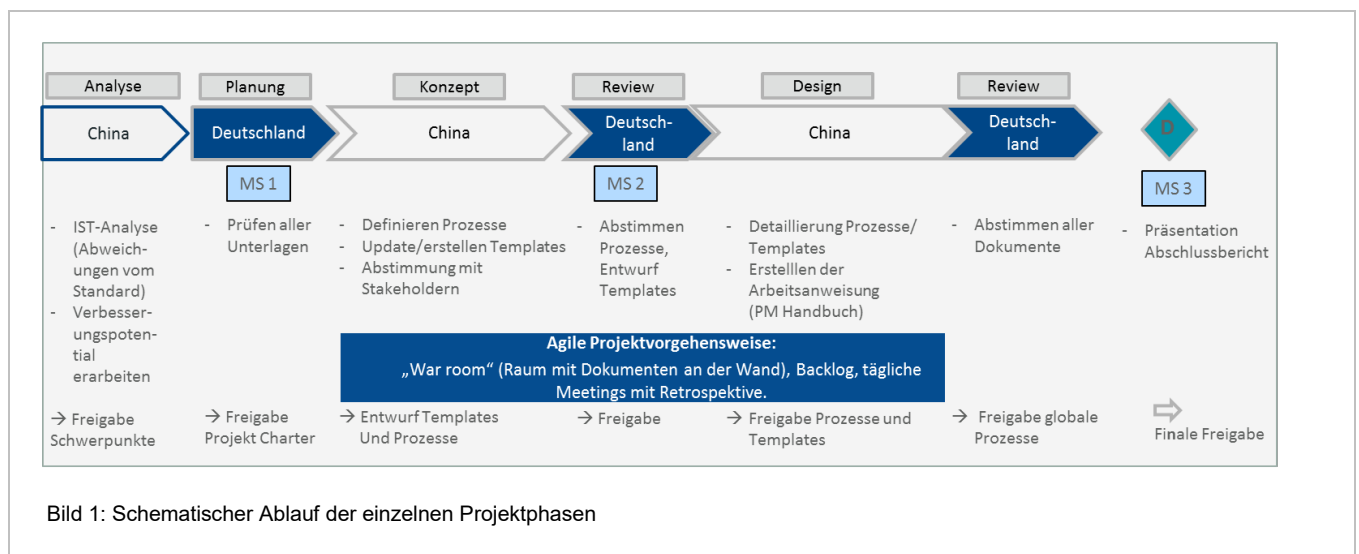 Analyse
Planung
Konzept
Review
Design
Review
China
Deutschland
China
Deutsch-
land
China
Deutsch-
land
D
MS 1
MS 2
MS 3
- IST-Analyse
(Abweich-
ungen vom
Standard)
- Verbesser-
ungspoten-
tial
erarbeiten
- Prüfen aller
Unterlagen
- Definieren Prozesse
- Update/erstellen Templates
- Abstimmung mit
Stakeholdern
- Abstimmen
Prozesse,
Entwurf
Templates
- Detaillierung Prozesse/
Templates
- Erstelllen der
Arbeitsanweisung
(PM Handbuch)
- Abstimmen aller
Dokumente
- Präsentation
Abschlussbericht
Agile Projektvorgehensweise:
„War room“ (Raum mit Dokumenten an der Wand), Backlog, tägliche
Meetings mit Retrospektive.
→ Freigabe
Schwerpunkte
→ Freigabe
Projekt Charter
→ Entwurf Templates
Und Prozesse
→ Freigabe
→ Freigabe Prozesse und
Templates
→ Freigabe globale
Prozesse
Finale Freigabe
Bild 1: Schematischer Ablauf der einzelnen Projektphasen